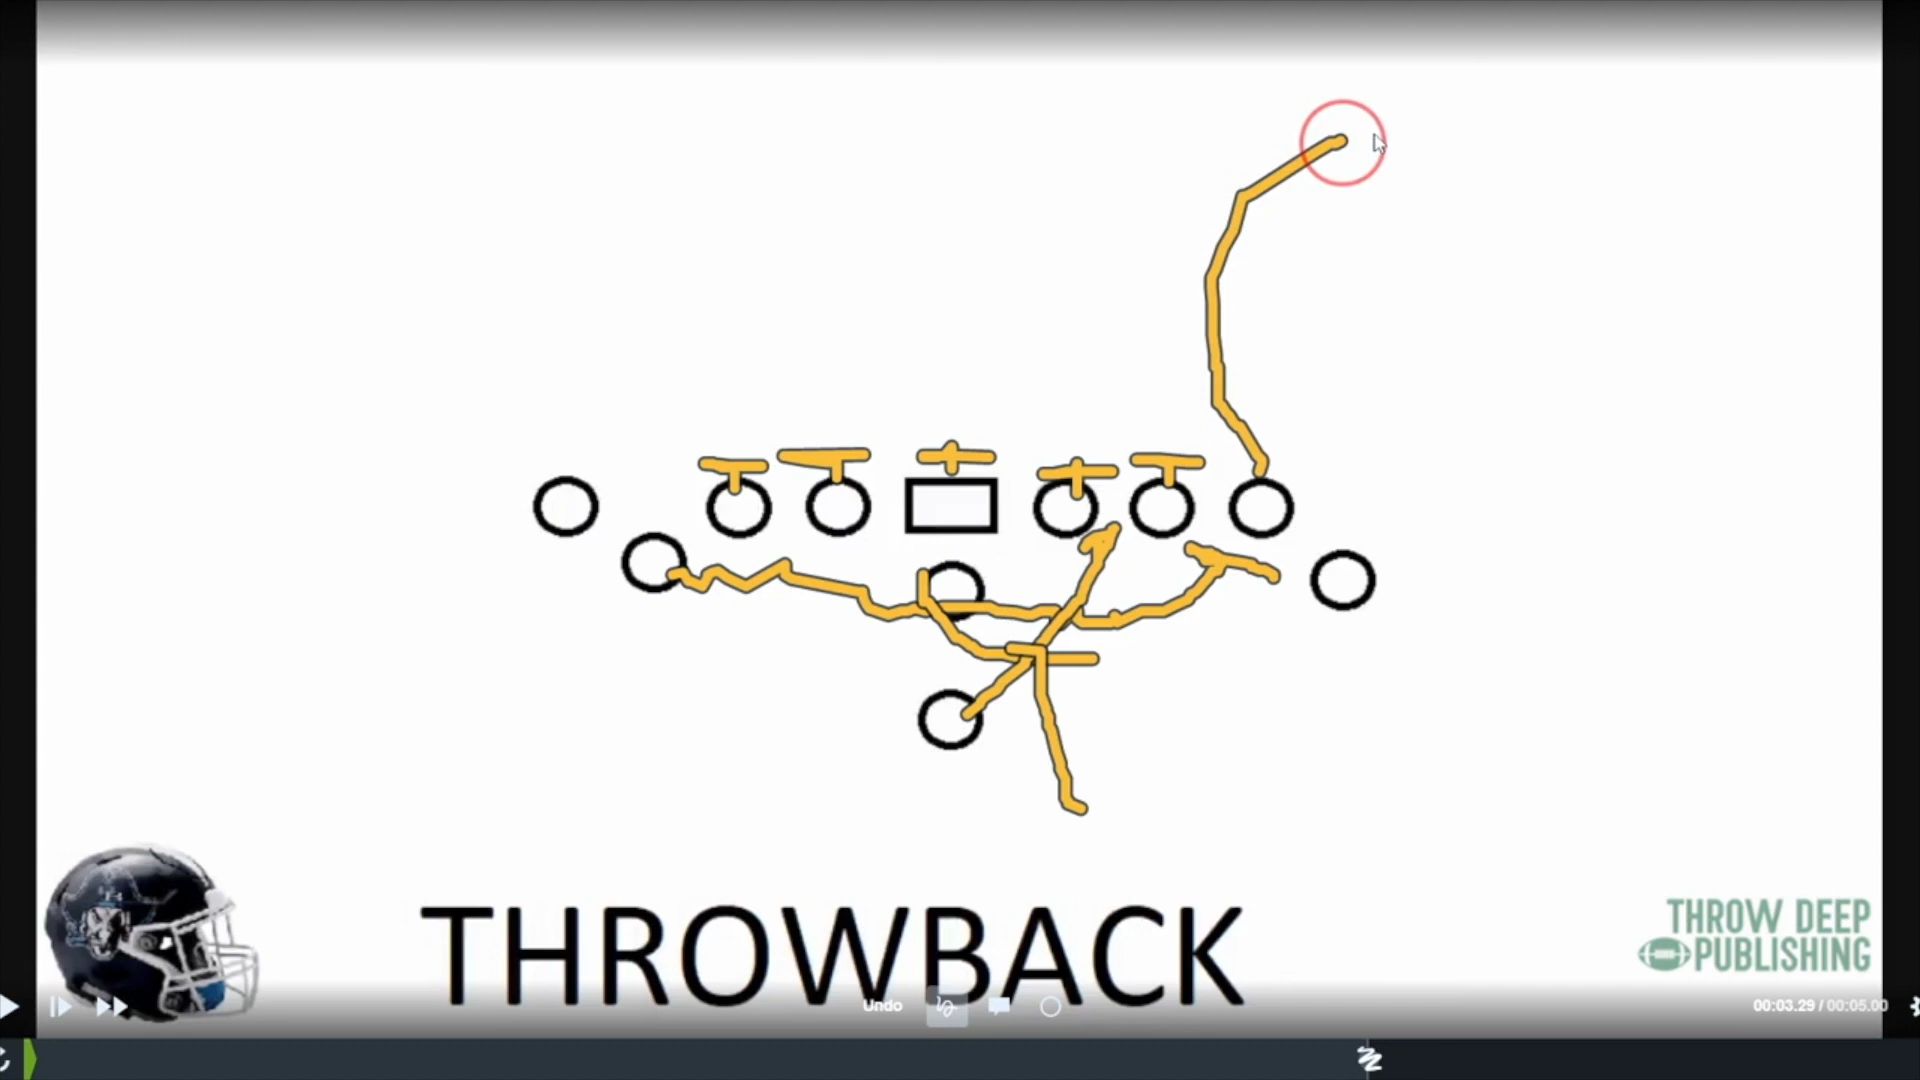 THROWBACK
THROW DEEP
PUBLISHING
Undo
00:03.29 / 00:05.00